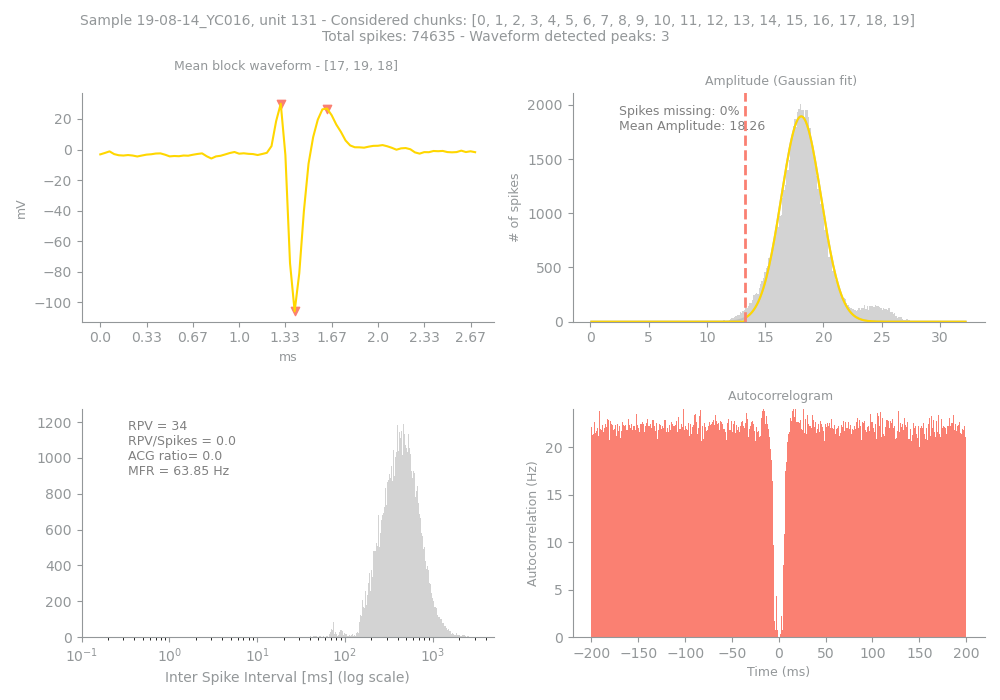 Sample 19-08-14_YC016, unit 131 - Considered chunks: [0, 1, 2, 3, 4, 5, 6, 7, 8, 9, 10, 11, 12, 13, 14, 15, 16, 17, 18, 19]
Total spikes: 74635 - Waveform detected peaks: 3
Mean block waveform - [17, 19, 18]
20
0
−20
−40
−60
−80
−100
mV
0.0 0.33 0.67 1.0 1.33 1.67 2.0 2.33 2.67
ms
Amplitude (Gaussian fit)
Spikes missing: 0%
Mean Amplitude: 18.26
2000
1500
1000
500
0
# of spikes
0 5 10 15 20 25 30
RPV = 34
RPV/Spikes = 0.0
ACG ratio= 0.0
MFR = 63.85 Hz
1200
1000
800
600
400
200
0
10⁻¹ 10⁰ 10¹ 10² 10³
Inter Spike Interval [ms] (log scale)
Autocorrelogram
20
15
10
5
0
Autocorrelation (Hz)
−200 −150 −100 −50 0 50 100 150 200
Time (ms)